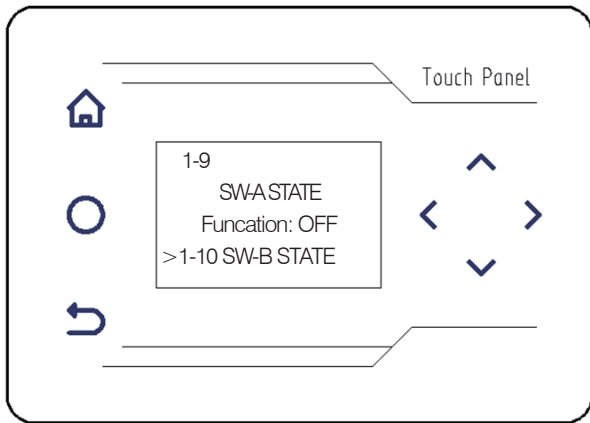 Touch Panel
1-9
SW-A STATE
Funcation: OFF
>1-10 SW-B STATE